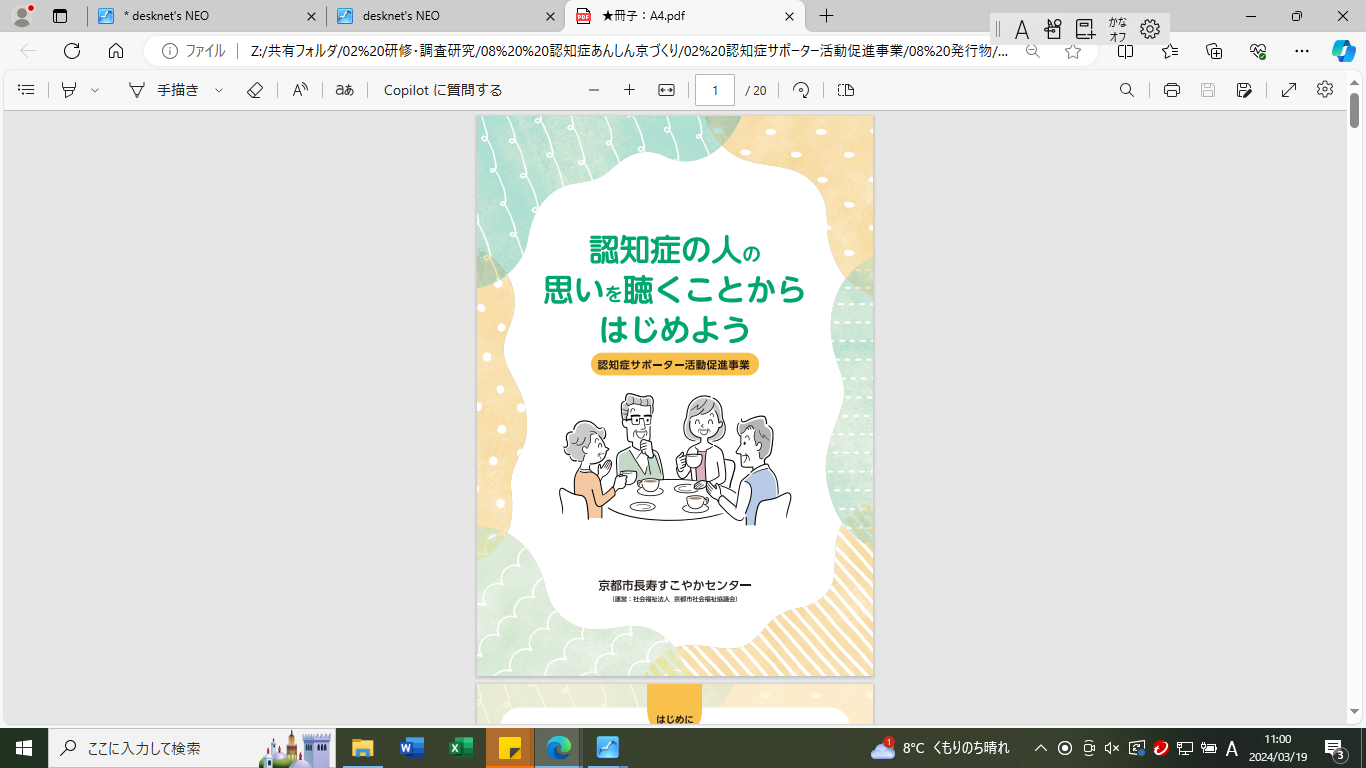 * desknet's NEO
desknet's NEO
PDF
★冊子：A4.pdf
A
かな
オフ
ファイル
Z:/共有フォルダ/02%20研修・調査研究/08%20%20認知症あんしん京づくり/02%20認知症サポーター活動促進事業/08%20発行物/...
手描き
aあ
Copilot に質問する
1
/ 20
認知症の人の
思いを聴くことから
はじめよう
認知症サポーター活動促進事業
京都市長寿すこやかセンター
（運営：社会福祉法人 京都市社会福祉協議会）
はじめに
ここに入力して検索
1
8°C くもりのち晴れ
A
11:00
2024/03/19
3